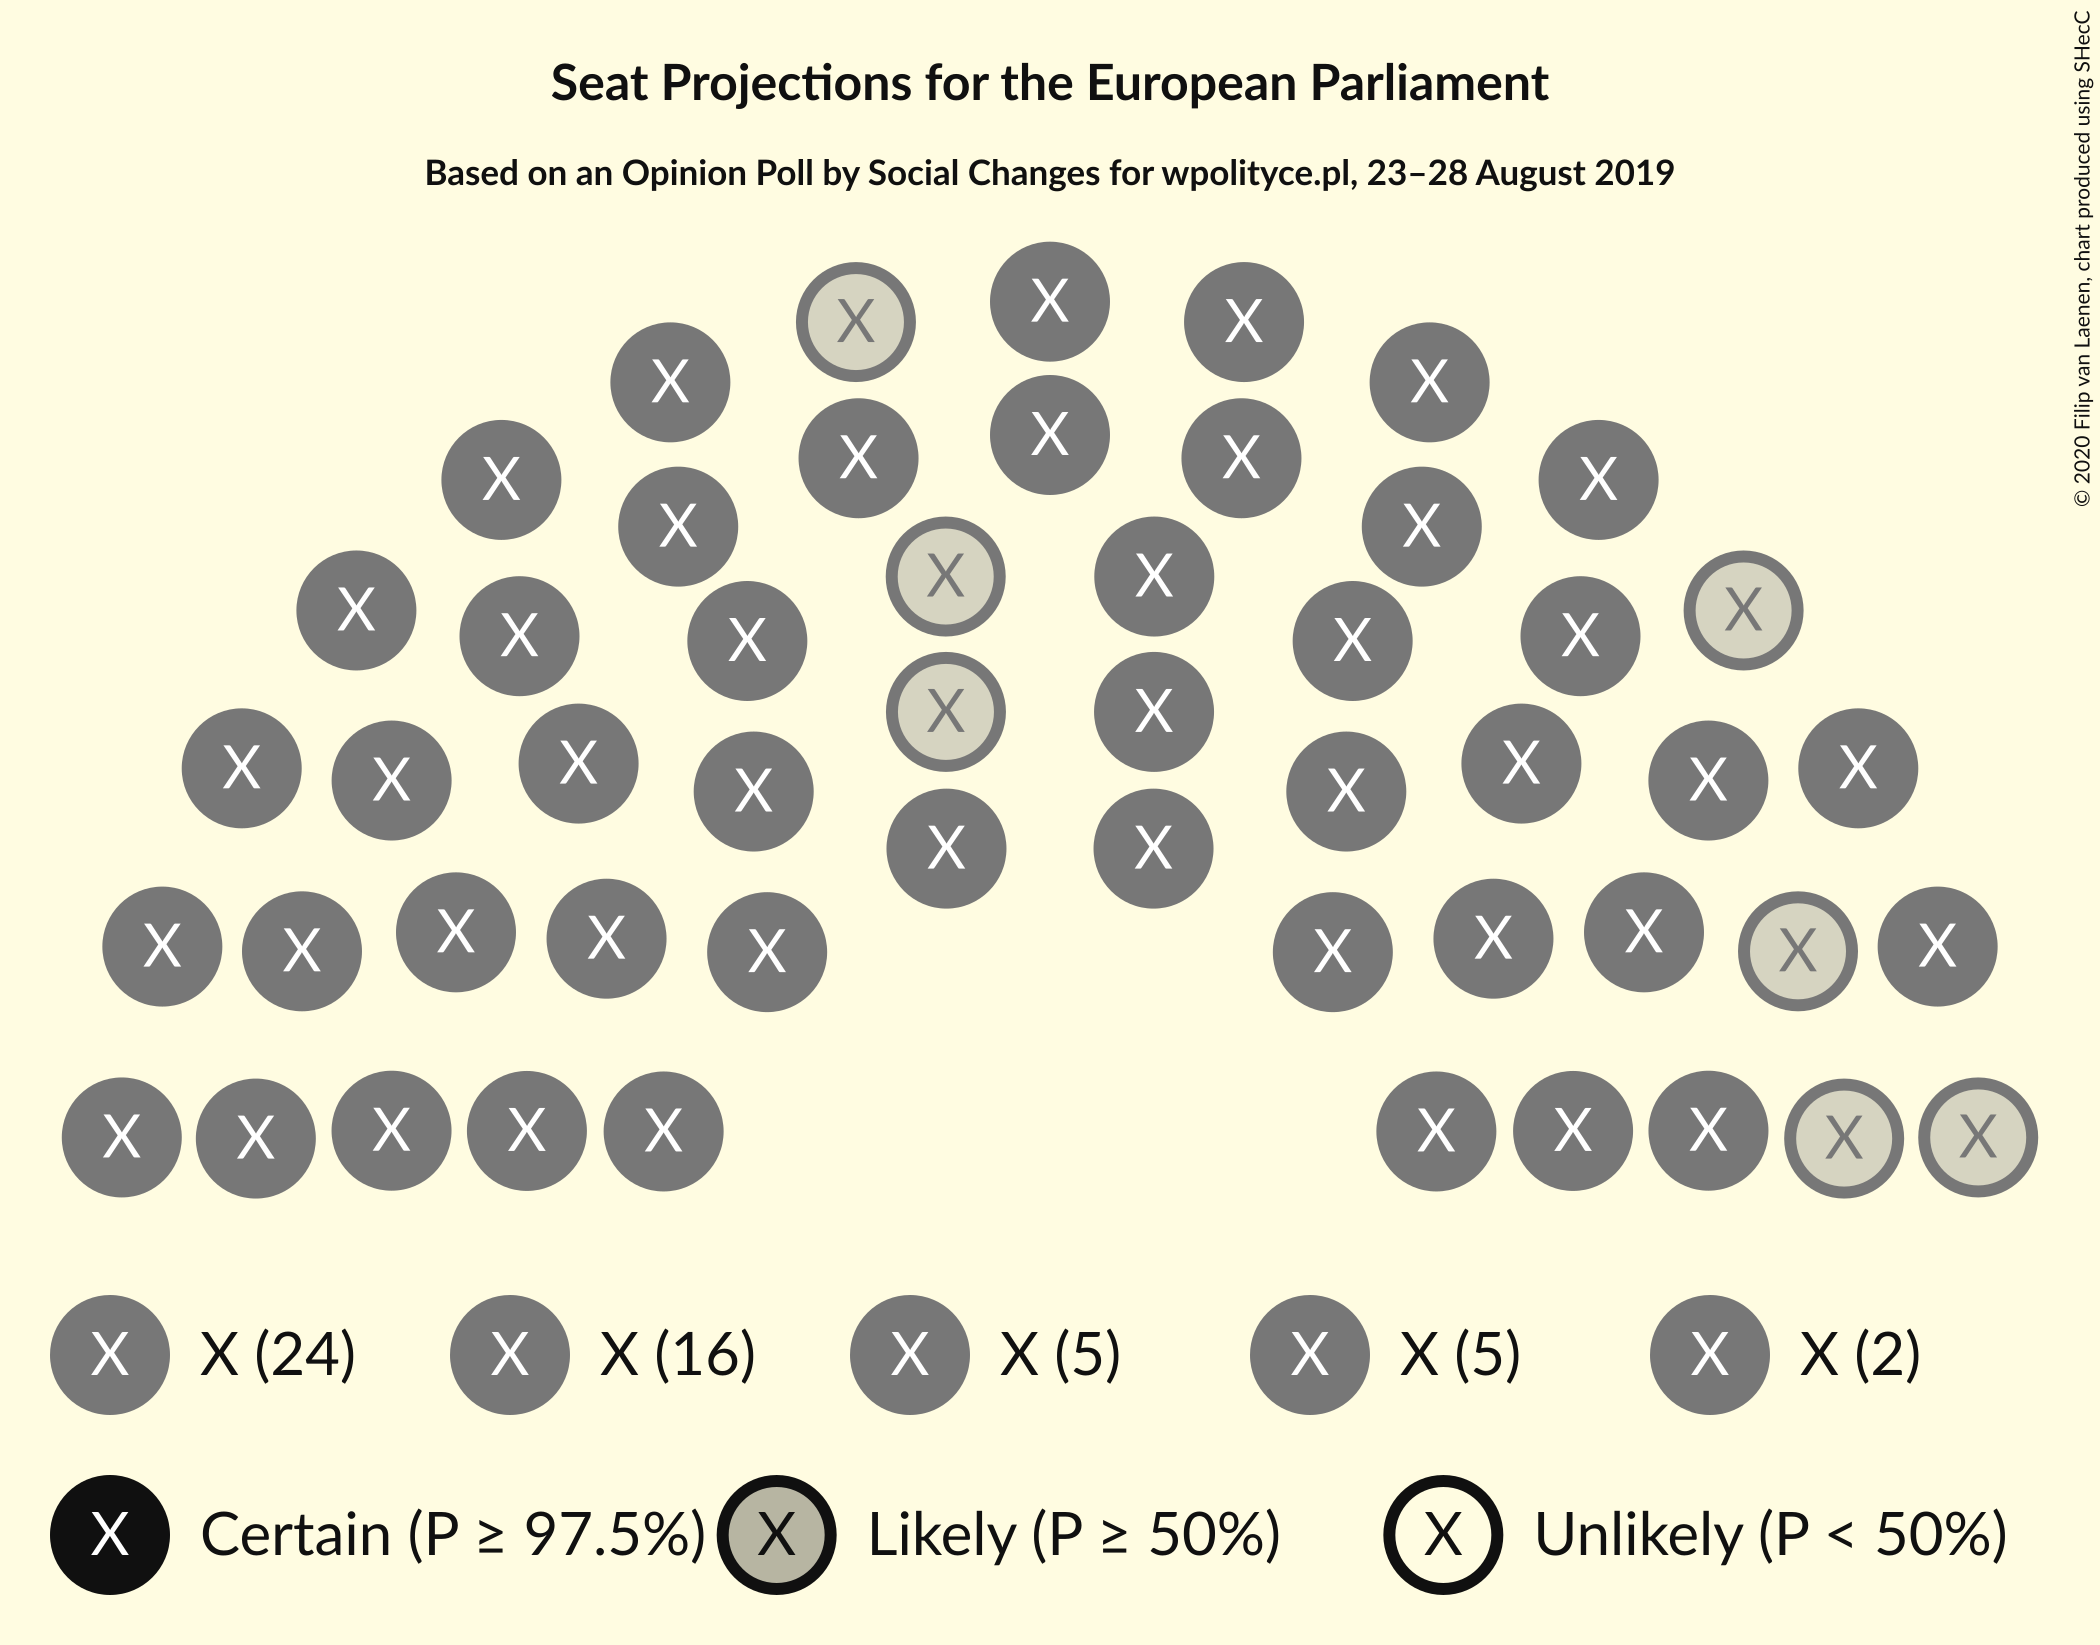 Seat Projections for the European Parliament
Based on an Opinion Poll by Social Changes for wpolityce.pl, 23–28 August 2019
© 2020 Filip van Laenen, chart produced using SHecC
X X X
X X
X X X
X X
X X
X X
X X X X X X
X X
X X X X X X X X
X X
X X X X X X X X X X
X X X X X X X X X X
X X (24) X X (16) X X (5) X X (5) X X (2)
X Certain (P ≥ 97.5%) X Likely (P ≥ 50%) X Unlikely (P < 50%)